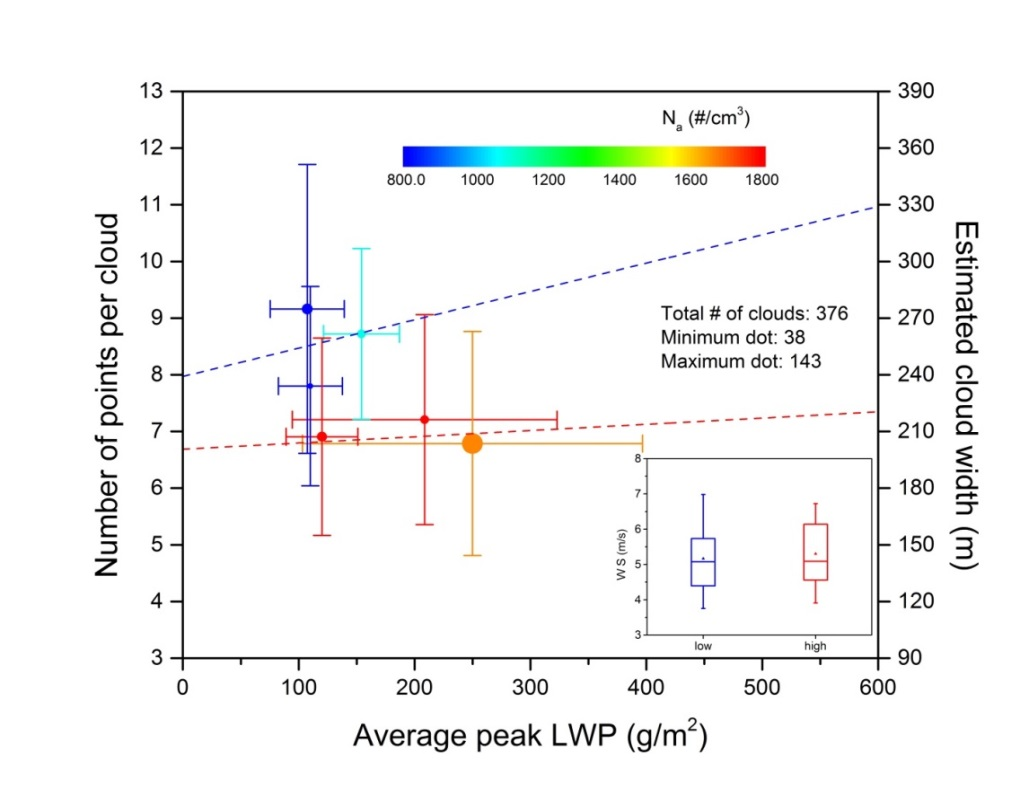 13
12
11
10
9
8
7
6
5
4
3
Number of points per cloud
390
360
330
300
270
240
210
180
150
120
90
Estimated cloud width (m)
0 100 200 300 400 500 600
Average peak LWP (g/m²)
Nₐ (#/cm³)
800.0 1000 1200 1400 1600 1800
Total # of clouds: 376
Minimum dot: 38
Maximum dot: 143
8
7
6
5
4
3
W S (m/s)
low high